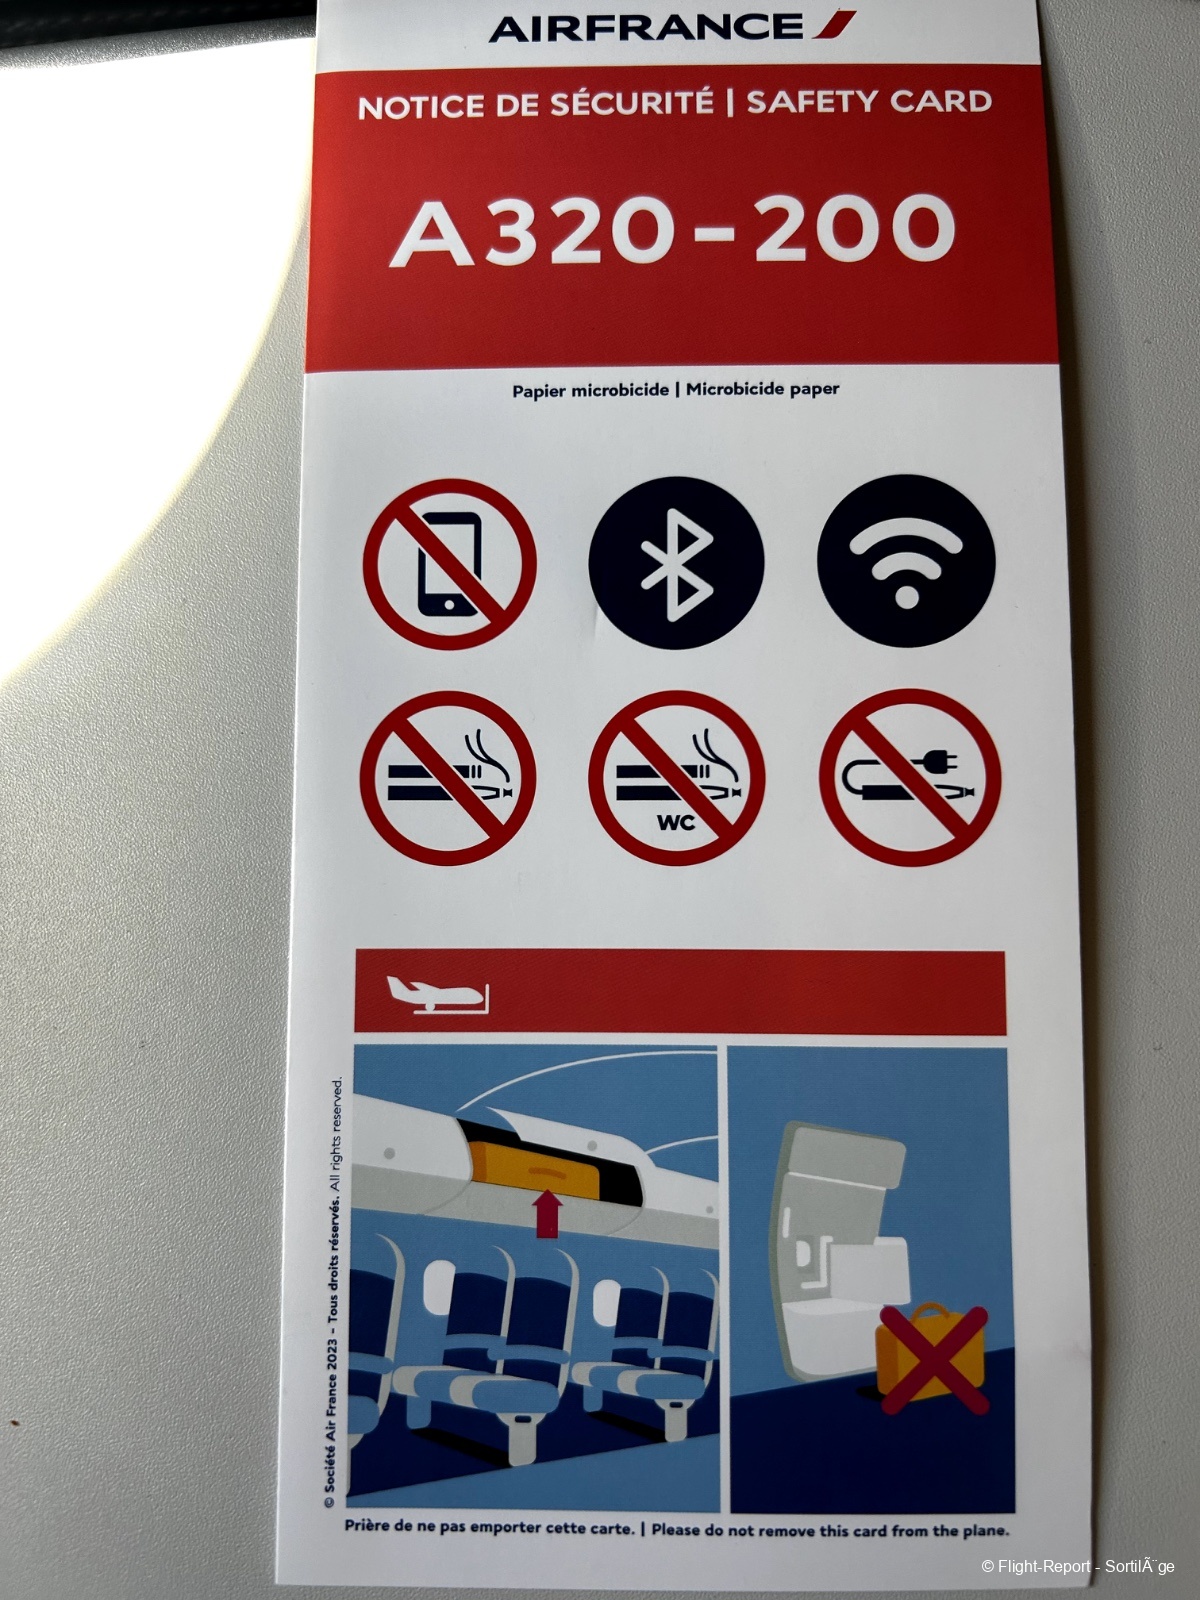 AIRFRANCE
NOTICE DE SÉCURITÉ | SAFETY CARD
A320-200
Papier microbicide | Microbicide paper
WC
© Société Air France 2023 - Tous droits réservés. All rights reserved.
Prière de ne pas emporter cette carte. | Please do not remove this card from the plane.
© Flight-Report - SortilÃ¨ge